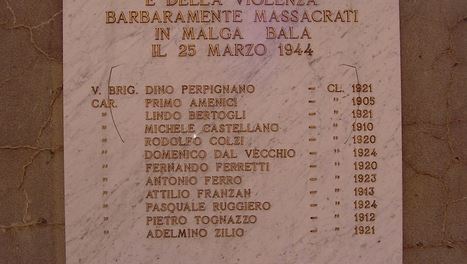 E DELLA VIOLENZA
BARBARAMENTE MASSACRATI
IN MALGA BALA
IL 25 MARZO 1944
V. BRIG. DINO PERPIGNANO - CL. 1921
CAR. PRIMO AMENICI - " 1905
" LINDO BERTOGLI - " 1921
" MICHELE CASTELLANO - " 1910
" RODOLFO COLZI - " 1920
" DOMENICO DAL VECCHIO - " 1924
" FERNANDO FERRETTI - " 1920
" ANTONIO FERRO - " 1923
" ATTILIO FRANZAN - " 1913
" PASQUALE RUGGIERO - " 1924
" PIETRO TOGNAZZO - " 1912
" ADELMINO ZILIO - " 1921